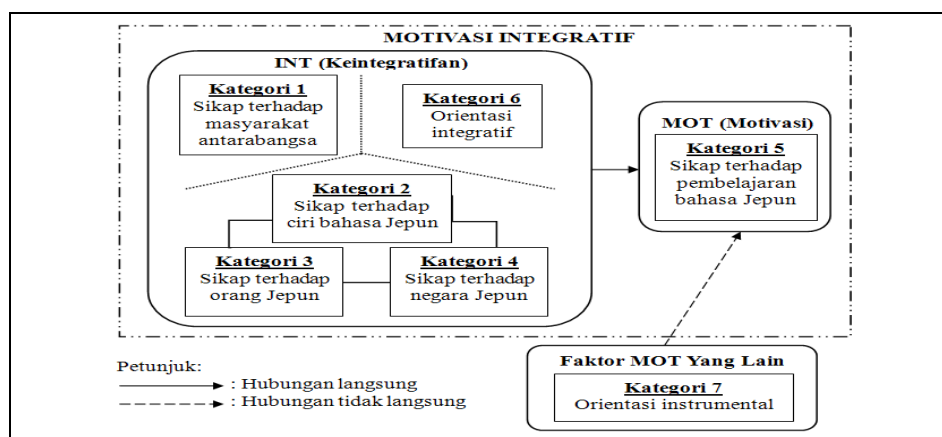 MOTIVASI INTEGRATIF
INT (Keintegratifan)
Kategori 1
Sikap terhadap
masyarakat
antarabangsa
Kategori 6
Orientasi
integratif
Kategori 2
Sikap terhadap
ciri bahasa Jepun
Kategori 3
Sikap terhadap
orang Jepun
Kategori 4
Sikap terhadap
negara Jepun
MOT (Motivasi)
Kategori 5
Sikap terhadap
pembelajaran
bahasa Jepun
Faktor MOT Yang Lain
Kategori 7
Orientasi instrumental
Petunjuk:
: Hubungan langsung
: Hubungan tidak langsung